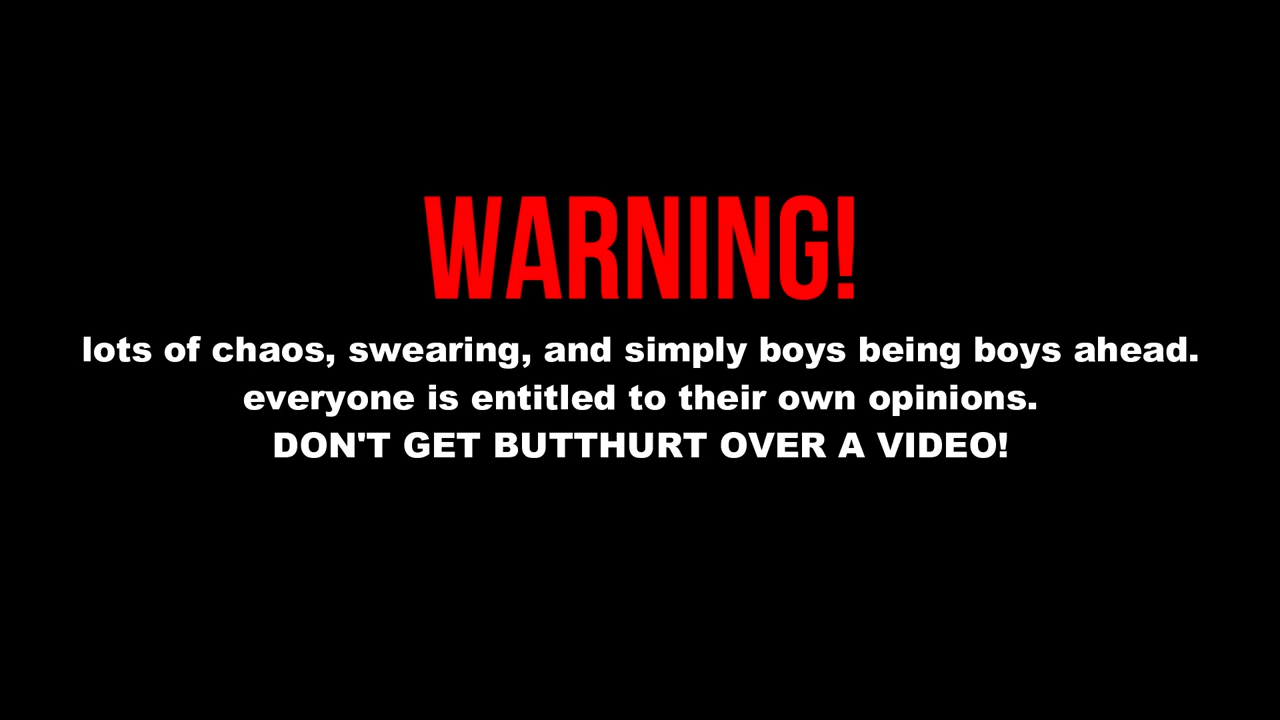 WARNING!
lots of chaos, swearing, and simply boys being boys ahead.
everyone is entitled to their own opinions.
DON'T GET BUTTHURT OVER A VIDEO!